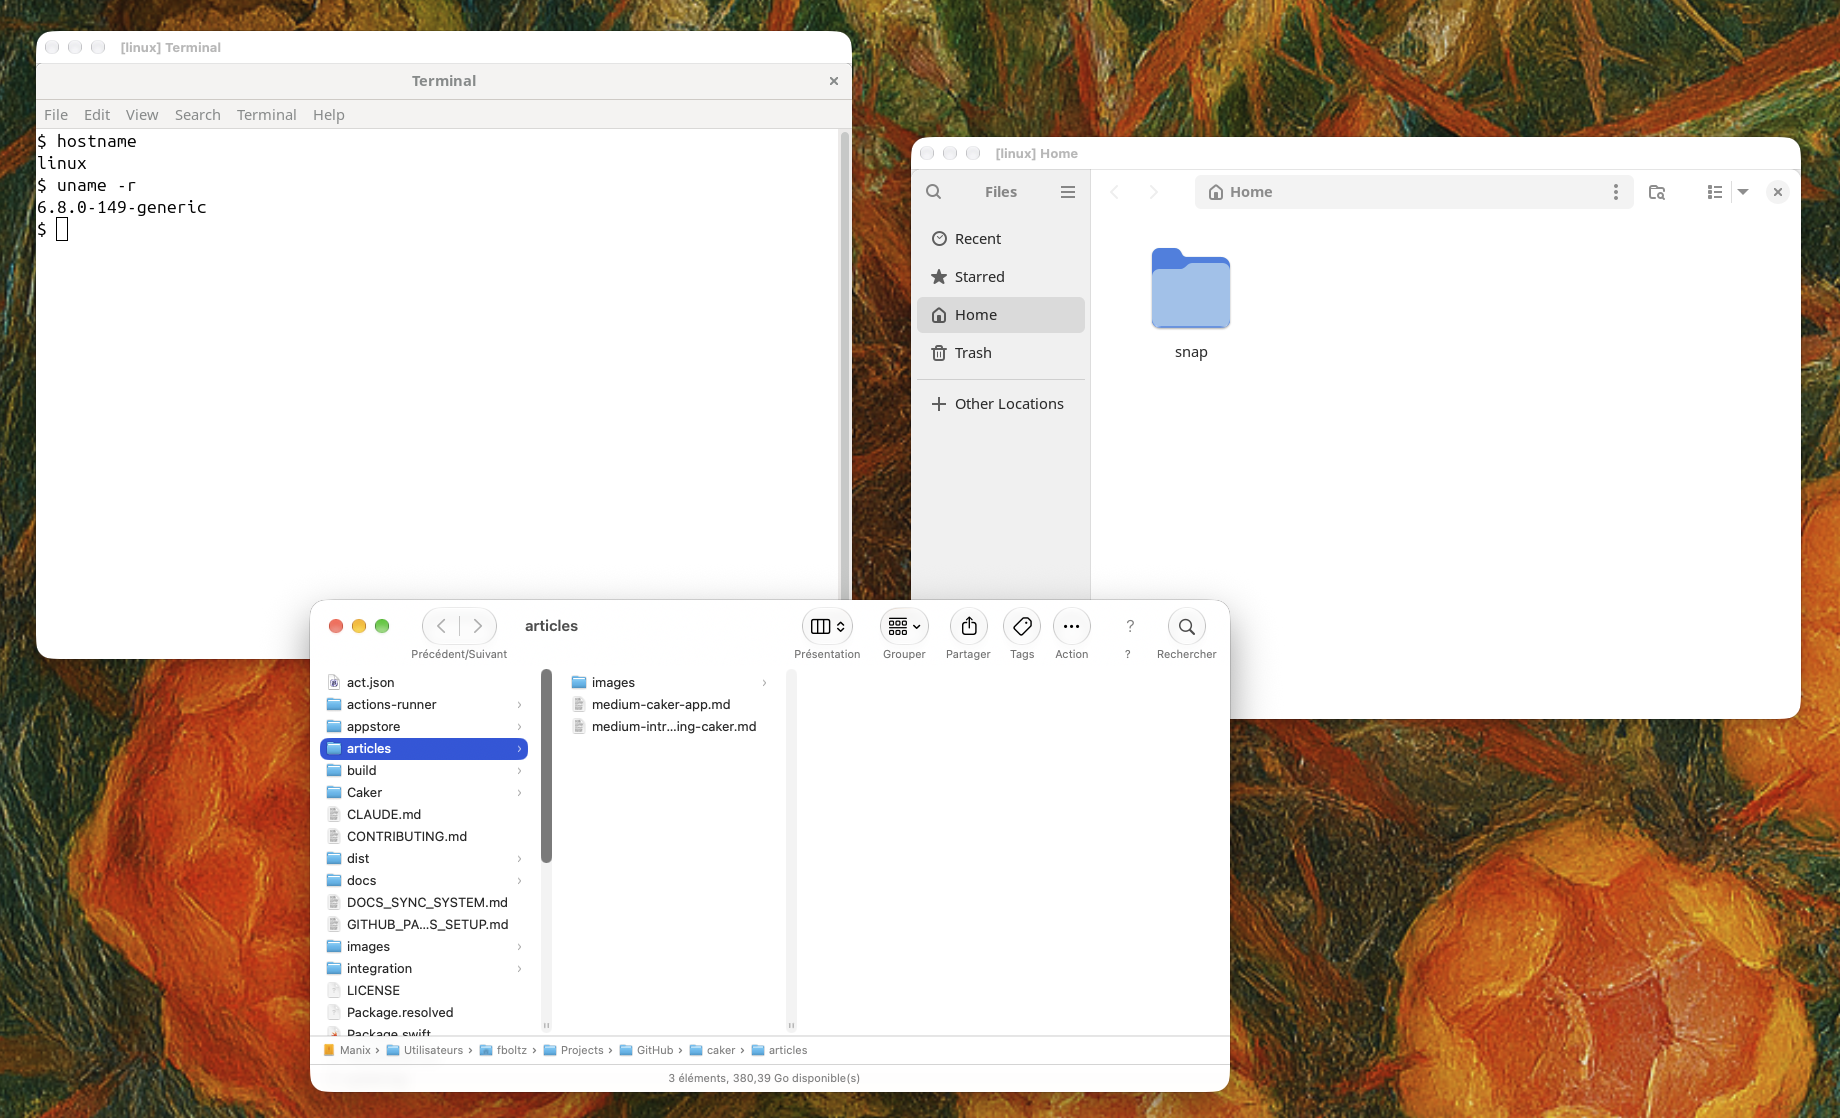 [linux] Terminal
Terminal
File Edit View Search Terminal Help
$ hostname
linux
$ uname -r
6.8.0-149-generic
$
[linux] Home
Files
Home
Recent
Starred
Home
Trash
Other Locations
snap
articles
Précédent/Suivant
Présentation
Grouper
Partager
Tags
Action
?
?
Rechercher
act.json
actions-runner
appstore
articles
build
Caker
CLAUDE.md
CONTRIBUTING.md
dist
docs
DOCS_SYNC_SYSTEM.md
GITHUB_PA...S_SETUP.md
images
integration
LICENSE
Package.resolved
Package.swift
images
medium-caker-app.md
medium-intr...ing-caker.md
Manix › Utilisateurs › fboltz › Projects › GitHub › caker › articles
3 éléments, 380,39 Go disponible(s)